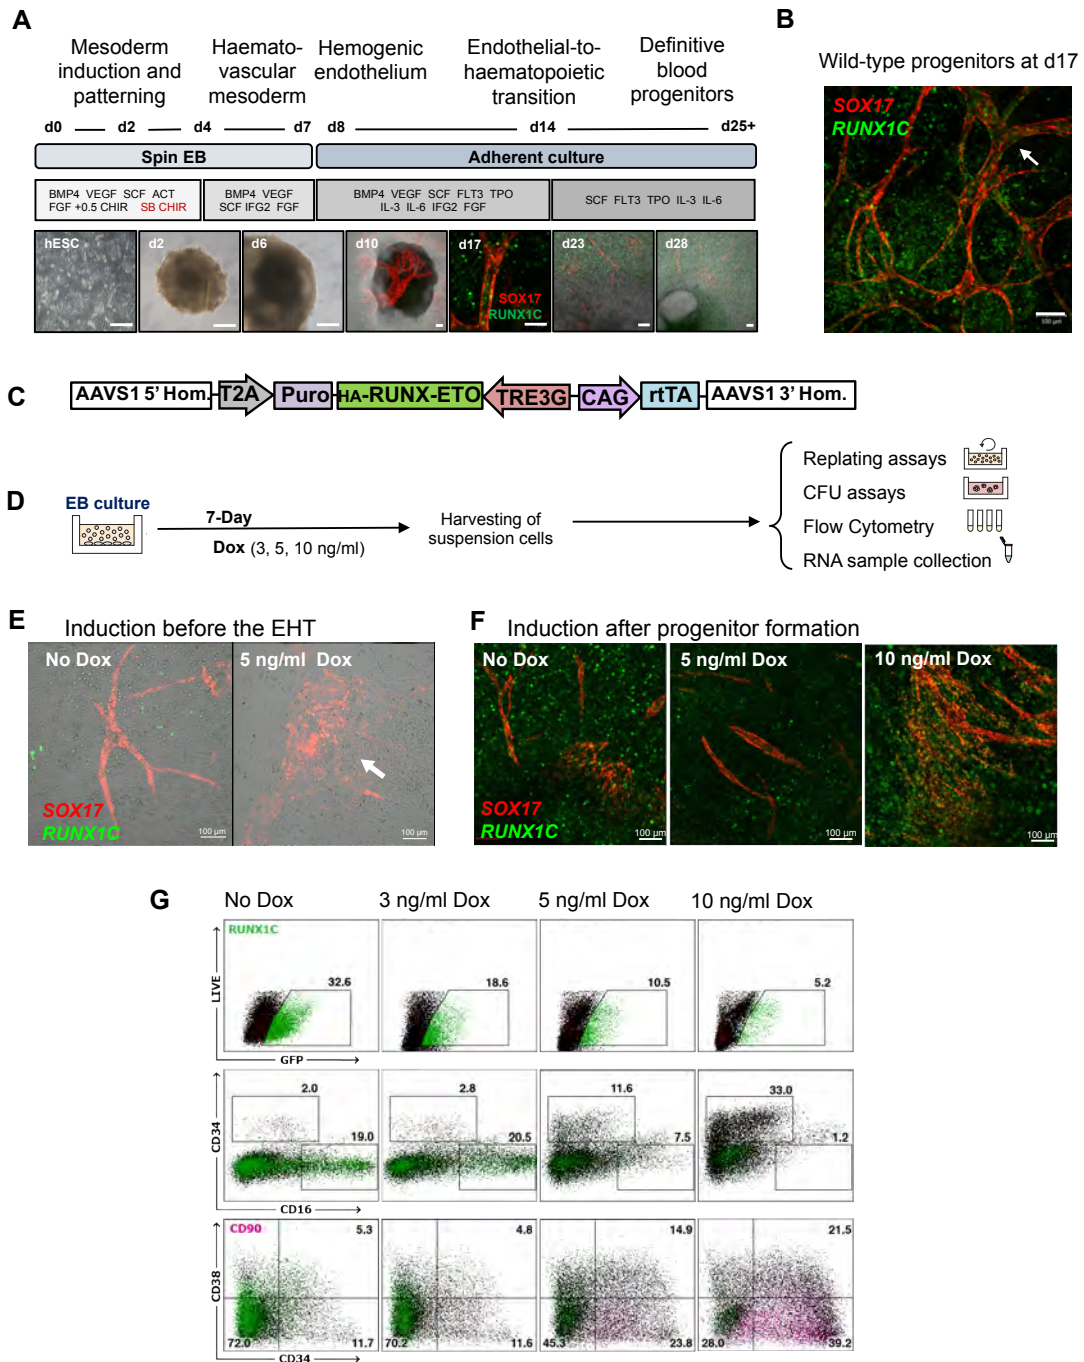 A
Mesoderm
induction and
patterning
Haemato-
vascular
mesoderm
Hemogenic
endothelium
Endothelial-to-
haematopoietic
transition
Definitive
blood
progenitors
d0 d2 d4 d7 d8 d14 d25+
Spin EB
Adherent culture
BMP4 VEGF SCF ACT
FGF +0.5 CHIR SB CHIR
BMP4 VEGF
SCF IFG2 FGF
BMP4 VEGF SCF FLT3 TPO
IL-3 IL-6 IFG2 FGF
SCF FLT3 TPO IL-3 IL-6
hESC
d2
d6
d10
d17
SOX17
RUNX1C
d23
d28
B
Wild-type progenitors at d17
SOX17
RUNX1C
100 µm
C
AAVS1 5' Hom. T2A Puro HA-RUNX-ETO TRE3G CAG rtTA AAVS1 3' Hom.
D
EB culture
7-Day
Dox (3, 5, 10 ng/ml)
Harvesting of
suspension cells
Replating assays
CFU assays
Flow Cytometry
RNA sample collection
E
Induction before the EHT
No Dox
5 ng/ml Dox
SOX17
RUNX1C
100 µm
100 µm
F
Induction after progenitor formation
No Dox
5 ng/ml Dox
10 ng/ml Dox
SOX17
RUNX1C
100 µm
100 µm
100 µm
G
No Dox
3 ng/ml Dox
5 ng/ml Dox
10 ng/ml Dox
RUNX1C
LIVE
32.6
18.6
10.5
5.2
GFP
CD34
2.0
19.0
2.8
20.5
11.6
7.5
33.0
1.2
CD16
CD90
CD38
5.3
72.0
11.7
4.8
70.2
11.6
14.9
45.3
23.8
21.5
28.0
39.2
CD34